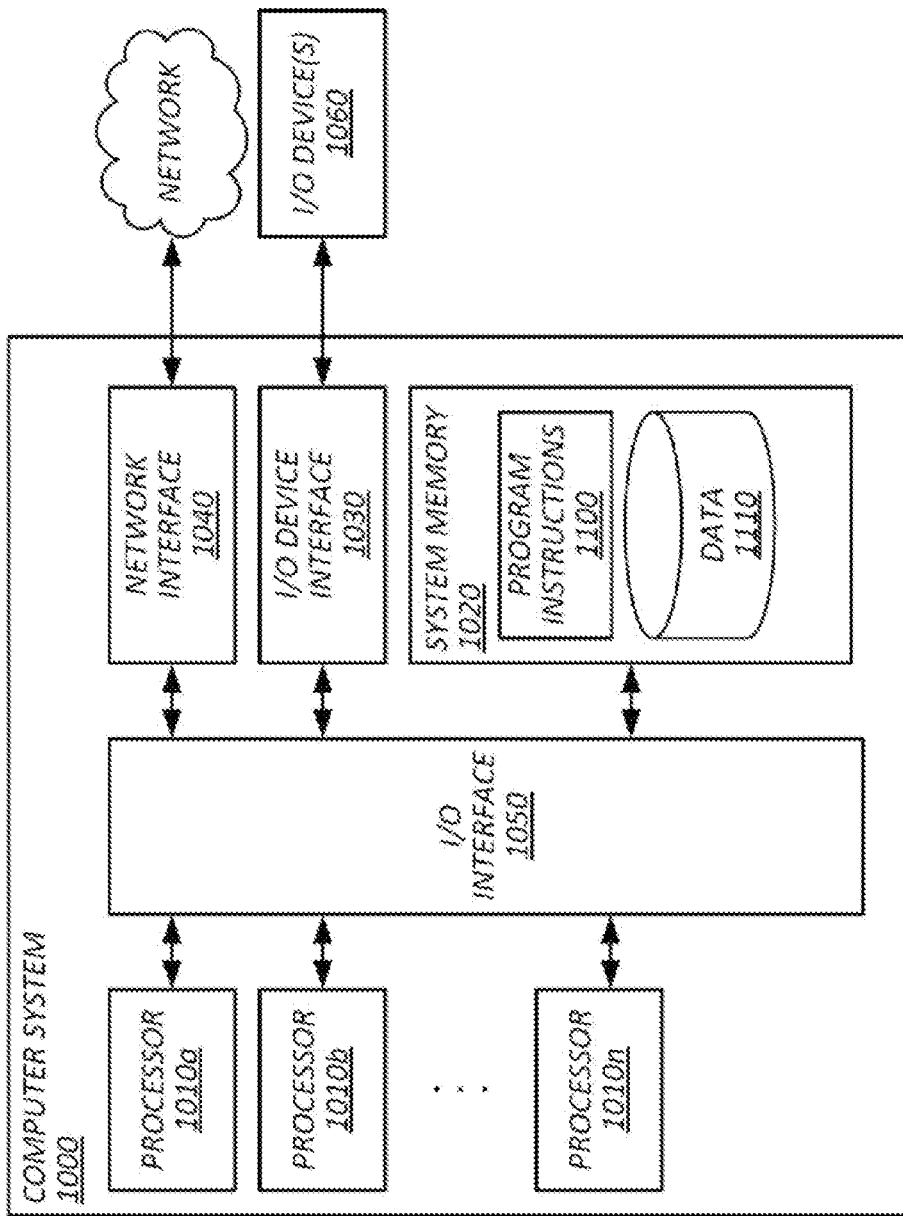 COMPUTER SYSTEM
1000
PROCESSOR
1010a
PROCESSOR
1010b
PROCESSOR
1010n
I/O
INTERFACE
1050
NETWORK
INTERFACE
1040
I/O DEVICE
INTERFACE
1030
SYSTEM MEMORY
1020
PROGRAM
INSTRUCTIONS
1100
DATA
1110
NETWORK
I/O DEVICE(S)
1060